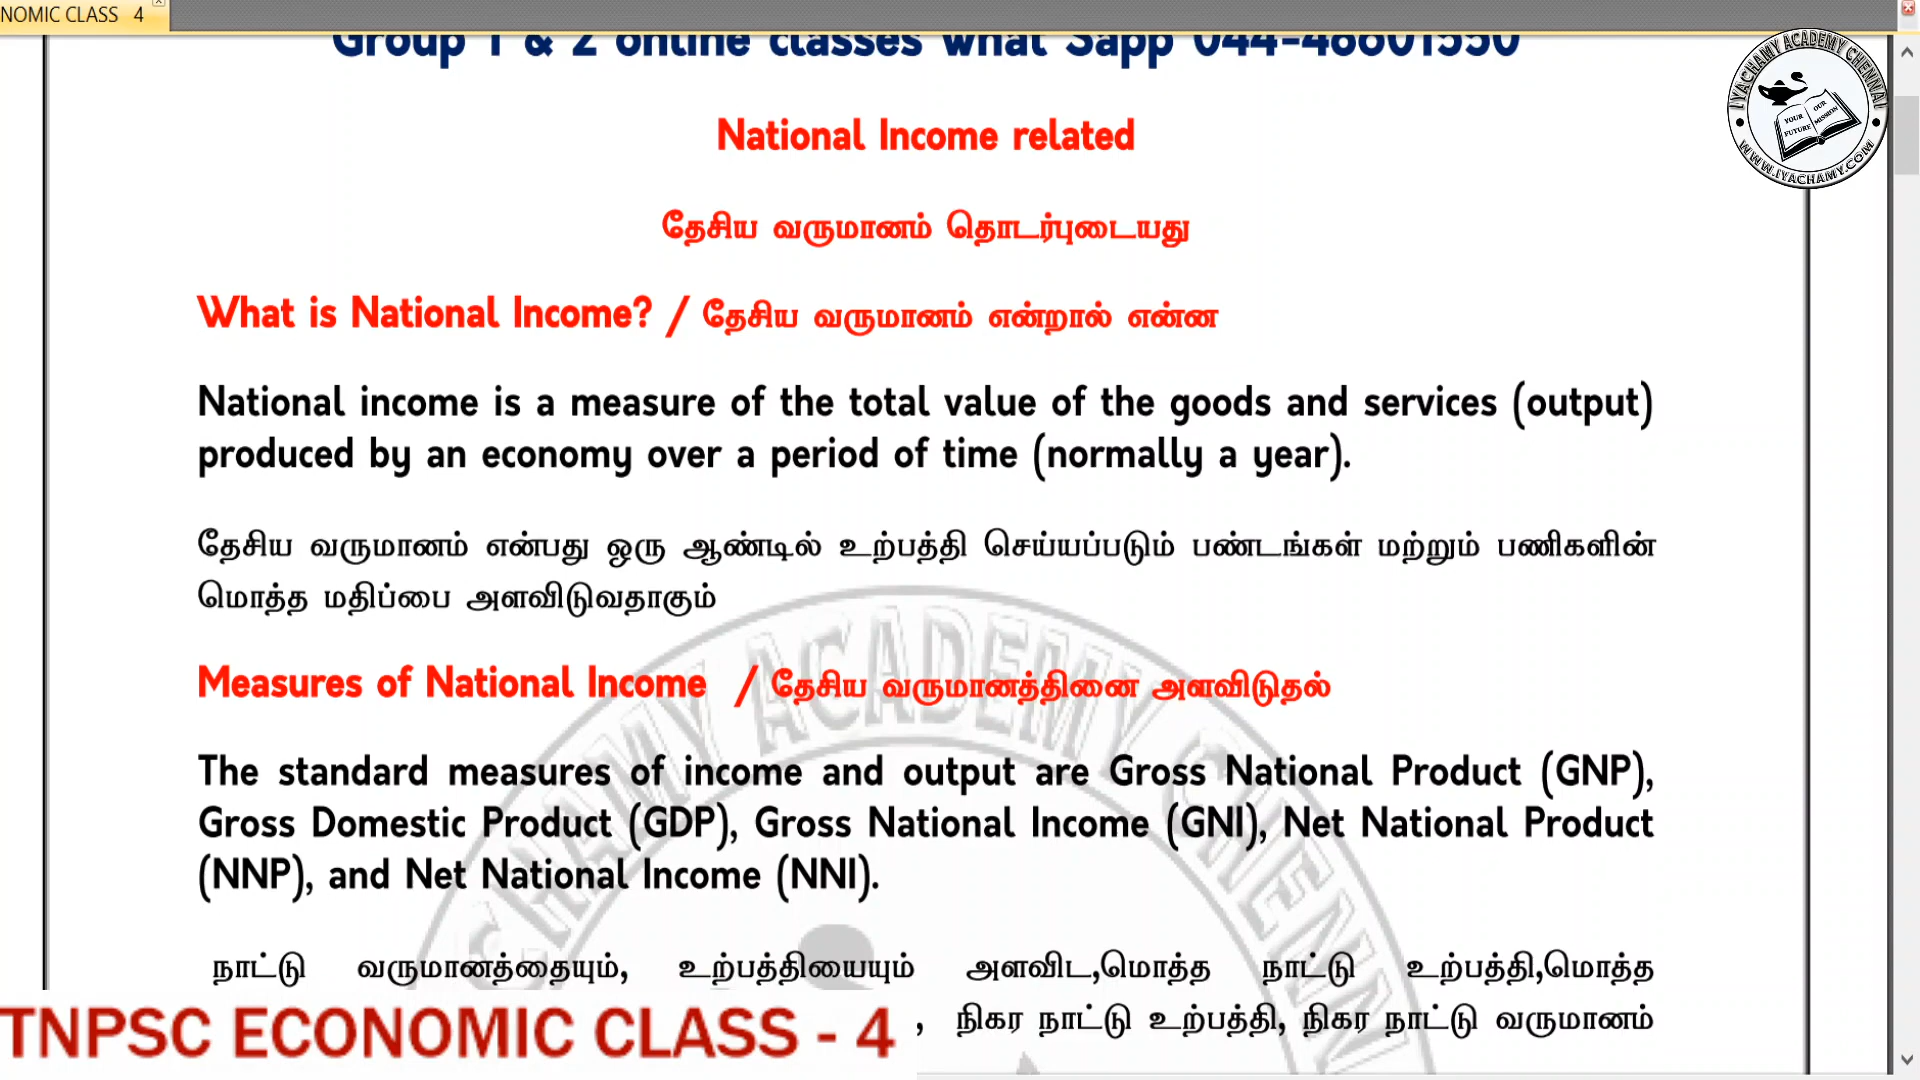 NOMIC CLASS 4
Group 1 & 2 online classes what Sapp 044-48601550
IYACHAMY ACADEMY CHENNAI
YOUR FUTURE
OUR MISSION
WWW.IYACHAMY.COM
National Income related
தேசிய வருமானம் தொடர்புடையது
What is National Income? / தேசிய வருமானம் என்றால் என்ன
National income is a measure of the total value of the goods and services (output)
produced by an economy over a period of time (normally a year).
தேசிய வருமானம் என்பது ஒரு ஆண்டில் உற்பத்தி செய்யப்படும் பண்டங்கள் மற்றும் பணிகளின்
மொத்த மதிப்பை அளவிடுவதாகும்
Measures of National Income / தேசிய வருமானத்தினை அளவிடுதல்
The standard measures of income and output are Gross National Product (GNP),
Gross Domestic Product (GDP), Gross National Income (GNI), Net National Product
(NNP), and Net National Income (NNI).
நாட்டு வருமானத்தையும், உற்பத்தியையும் அளவிட,மொத்த நாட்டு உற்பத்தி,மொத்த
, நிகர நாட்டு உற்பத்தி, நிகர நாட்டு வருமானம்
TNPSC ECONOMIC CLASS - 4